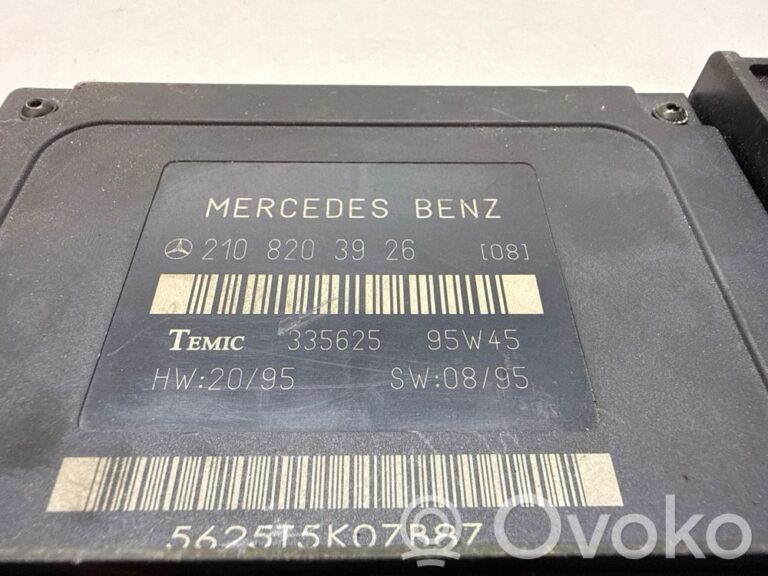 MERCEDES BENZ
210 820 39 26 [08]
TEMIC 335625 95W45
HW:20/95 SW:08/95
5625T5K07B87
Ovoko